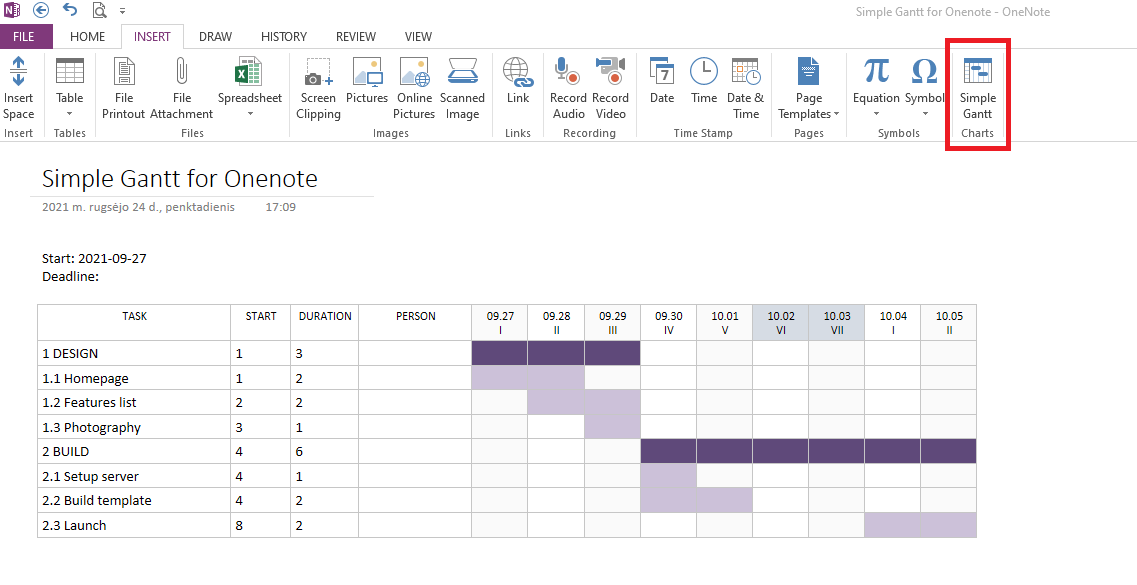 Simple Gantt for Onenote - OneNote
FILE HOME INSERT DRAW HISTORY REVIEW VIEW
Insert Space
Table
File Printout
File Attachment
Spreadsheet
Screen Clipping
Pictures
Online Pictures
Scanned Image
Link
Record Audio
Record Video
7
Date
Time
Date & Time
Page Templates
π
Equation
Ω
Symbol
Simple Gantt
Insert Tables Files Images Links Recording Time Stamp Pages Symbols Charts
Simple Gantt for Onenote
2021 m. rugsėjo 24 d., penktadienis 17:09
Start: 2021-09-27
Deadline:
TASK START DURATION PERSON 09.27 09.28 09.29 09.30 10.01 10.02 10.03 10.04 10.05
I II III IV V VI VII I II
1 DESIGN 1 3
1.1 Homepage 1 2
1.2 Features list 2 2
1.3 Photography 3 1
2 BUILD 4 6
2.1 Setup server 4 1
2.2 Build template 4 2
2.3 Launch 8 2